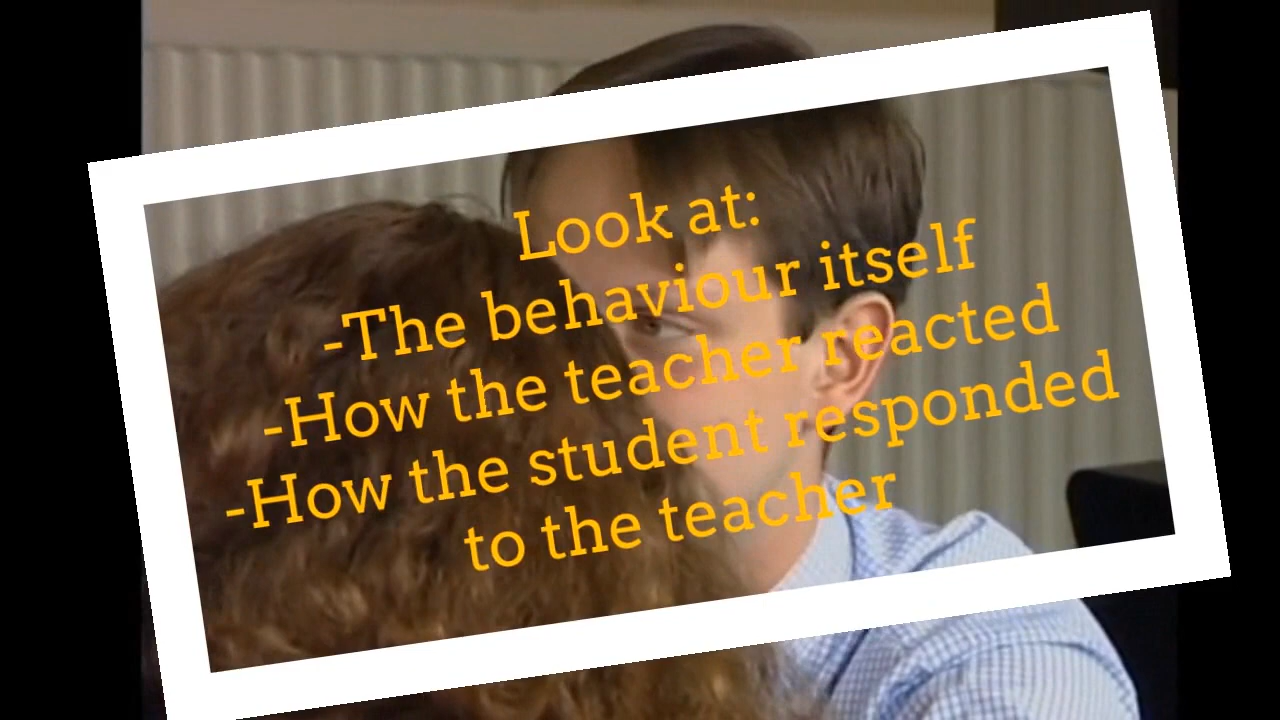 Look at:
-The behaviour itself
-How the teacher reacted
-How the student responded
to the teacher